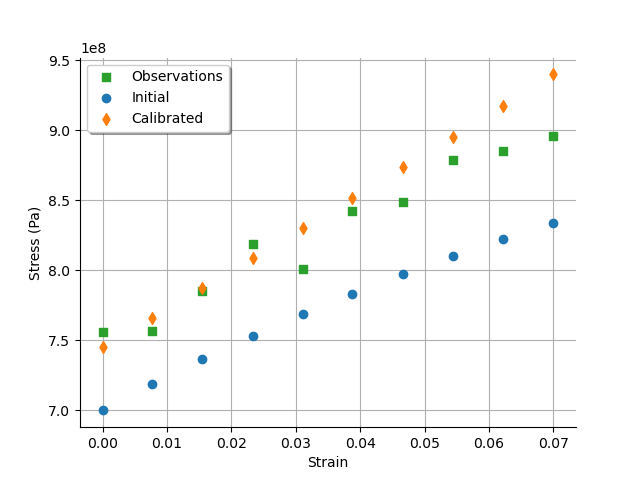 1e8
9.5
9.0
8.5
8.0
7.5
7.0
Stress (Pa)
Observations
Initial
Calibrated
0.00 0.01 0.02 0.03 0.04 0.05 0.06 0.07
Strain